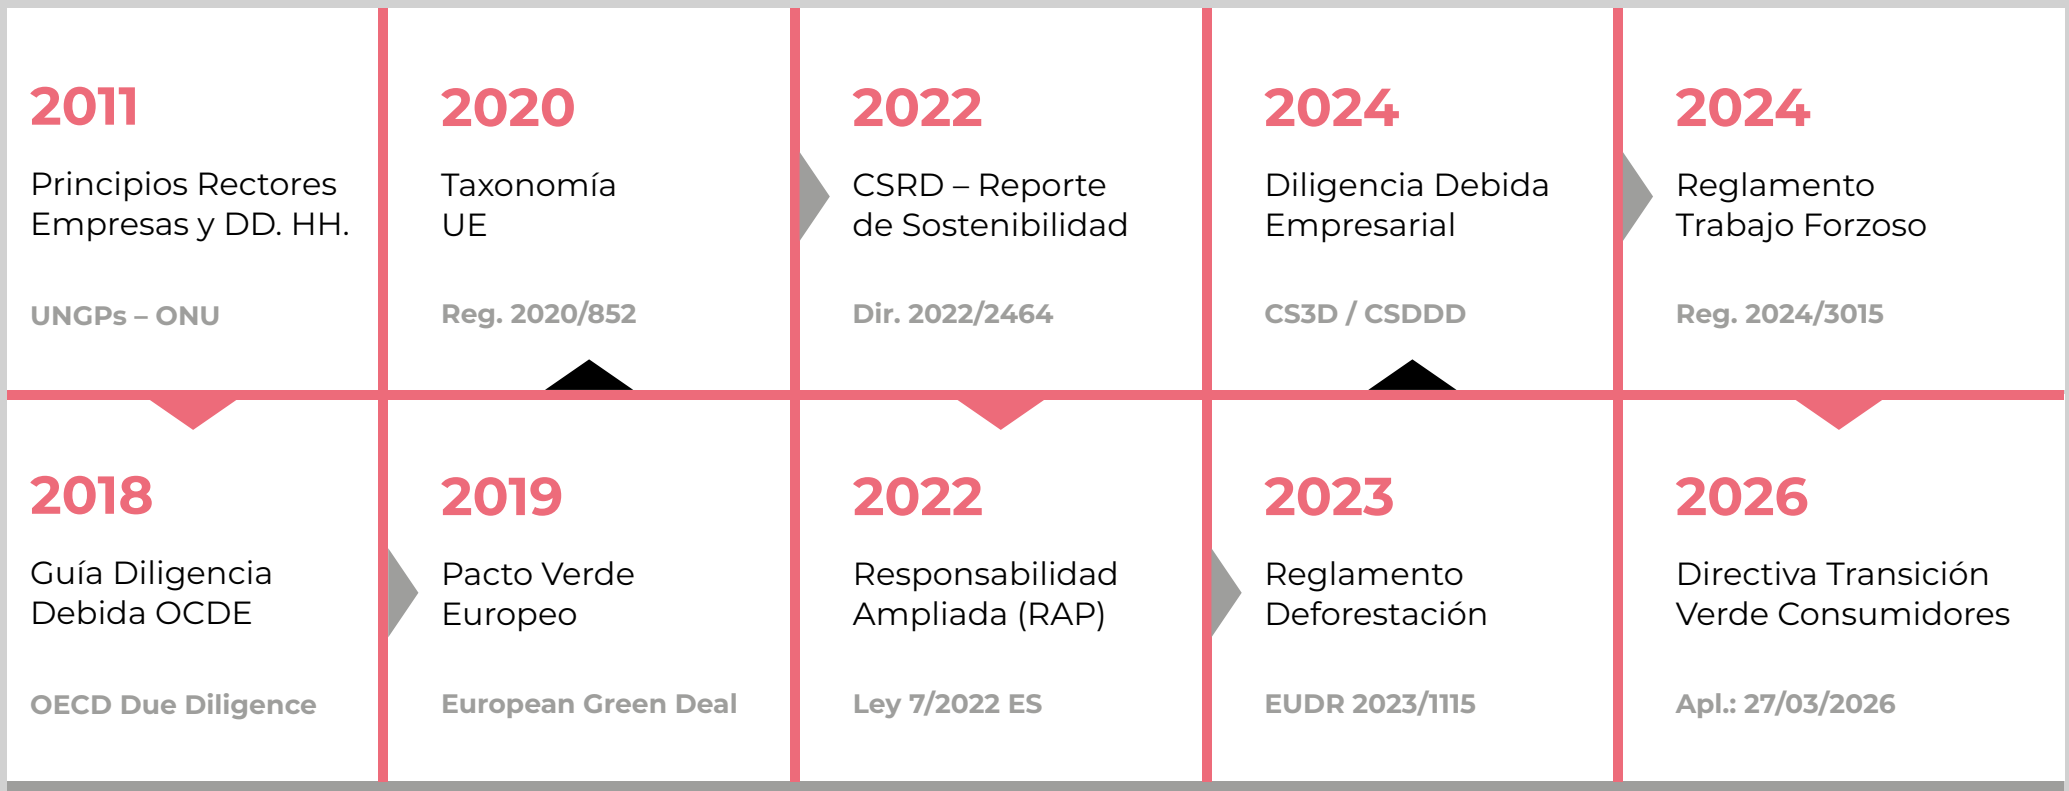 2011
Principios Rectores
Empresas y DD. HH.
UNGPs – ONU
2020
Taxonomía
UE
Reg. 2020/852
2022
CSRD – Reporte
de Sostenibilidad
Dir. 2022/2464
2024
Diligencia Debida
Empresarial
CS3D / CSDDD
2024
Reglamento
Trabajo Forzoso
Reg. 2024/3015
2018
Guía Diligencia
Debida OCDE
OECD Due Diligence
2019
Pacto Verde
Europeo
European Green Deal
2022
Responsabilidad
Ampliada (RAP)
Ley 7/2022 ES
2023
Reglamento
Deforestación
EUDR 2023/1115
2026
Directiva Transición
Verde Consumidores
Apl.: 27/03/2026